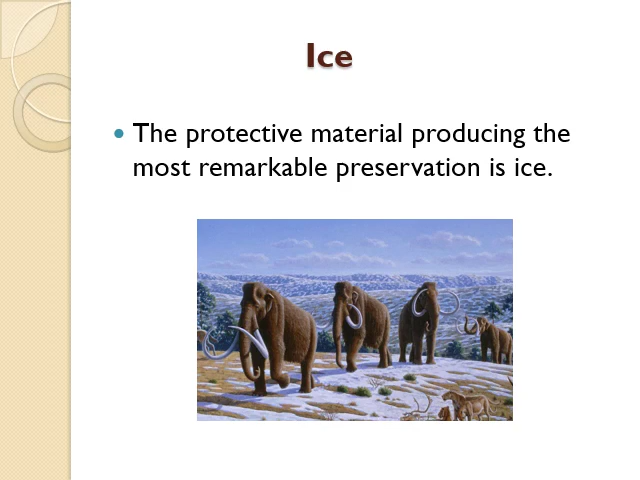 Ice
The protective material producing the
most remarkable preservation is ice.